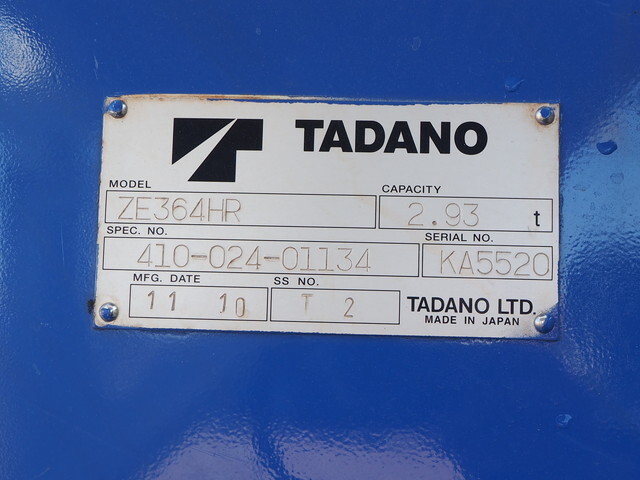 TADANO
MODEL
ZE364HR
CAPACITY
2.93 t
SPEC. NO.
410-024-01134
SERIAL NO.
KA5520
MFG. DATE
11 10
SS NO.
T 2
TADANO LTD.
MADE IN JAPAN